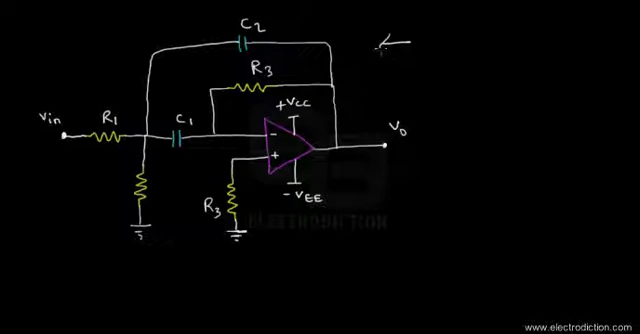 C2
R3
+VCC
Vin
R1
C1
Vo
-
+
R3
-VEE
ELECTRODICTION
www.electrodiction.com